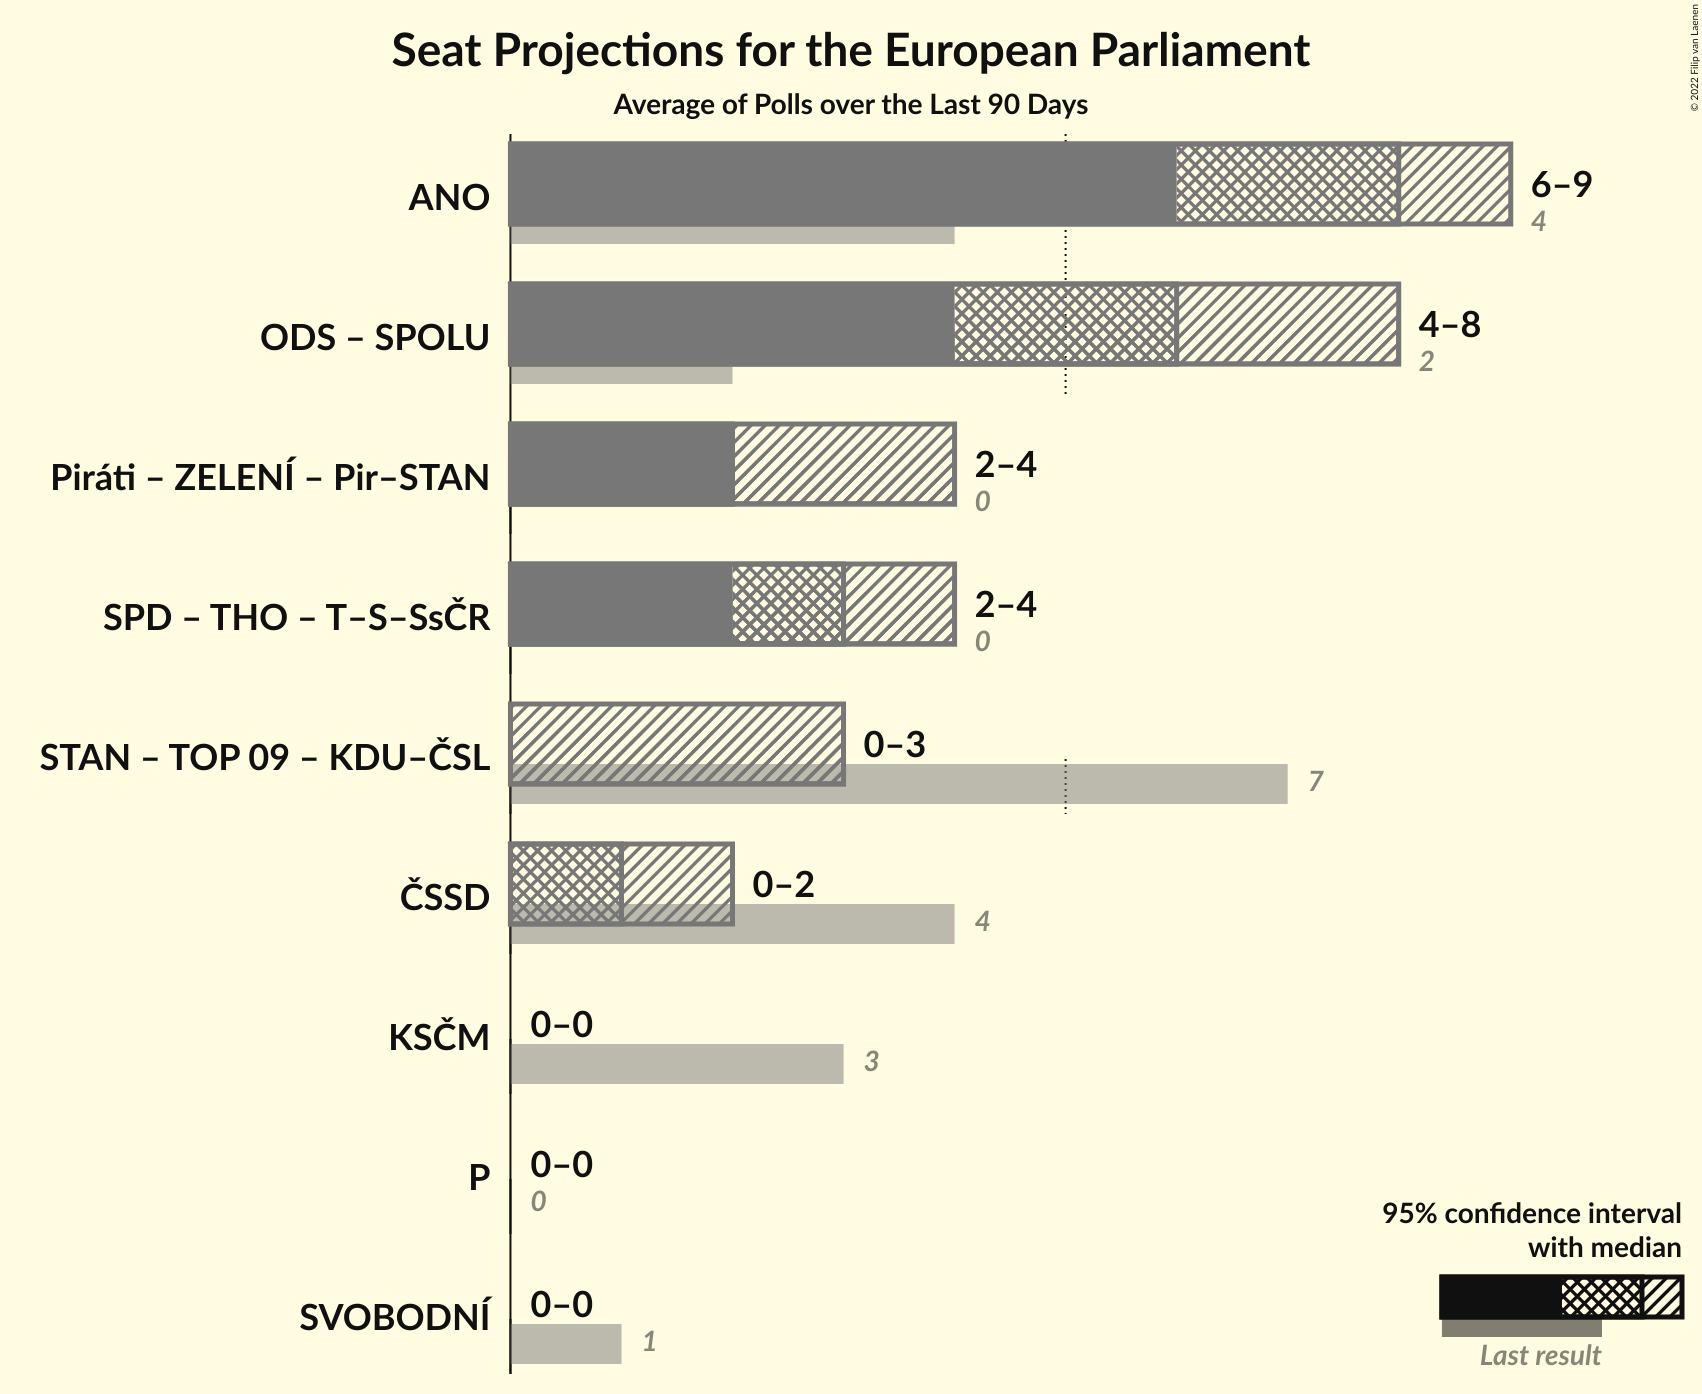 Seat Projections for the European Parliament
Average of Polls over the Last 90 Days
© 2022 Filip van Laenen
ANO
6–9
4
ODS – SPOLU
4–8
2
Piráti – ZELENÍ – Pir–STAN
2–4
0
SPD – THO – T–S–SsČR
2–4
0
STAN – TOP 09 – KDU–ČSL
0–3
7
ČSSD
0–2
4
KSČM
0–0
3
P
0–0
0
SVOBODNÍ
0–0
1
95% confidence interval
with median
Last result